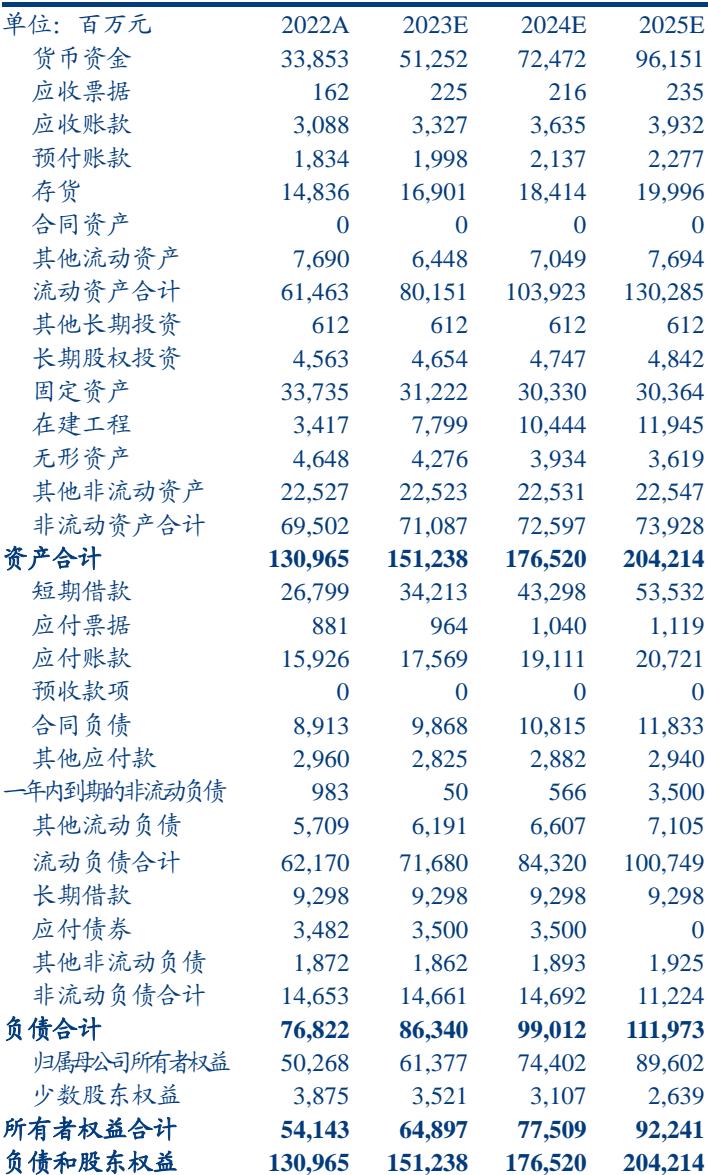 单位：百万元 2022A 2023E 2024E 2025E
货币资金 33,853 51,252 72,472 96,151
应收票据 162 225 216 235
应收账款 3,088 3,327 3,635 3,932
预付账款 1,834 1,998 2,137 2,277
存货 14,836 16,901 18,414 19,996
合同资产 0 0 0 0
其他流动资产 7,690 6,448 7,049 7,694
流动资产合计 61,463 80,151 103,923 130,285
其他长期投资 612 612 612 612
长期股权投资 4,563 4,654 4,747 4,842
固定资产 33,735 31,222 30,330 30,364
在建工程 3,417 7,799 10,444 11,945
无形资产 4,648 4,276 3,934 3,619
其他非流动资产 22,527 22,523 22,531 22,547
非流动资产合计 69,502 71,087 72,597 73,928
资产合计 130,965 151,238 176,520 204,214
短期借款 26,799 34,213 43,298 53,532
应付票据 881 964 1,040 1,119
应付账款 15,926 17,569 19,111 20,721
预收款项 0 0 0 0
合同负债 8,913 9,868 10,815 11,833
其他应付款 2,960 2,825 2,882 2,940
一年内到期的非流动负债 983 50 566 3,500
其他流动负债 5,709 6,191 6,607 7,105
流动负债合计 62,170 71,680 84,320 100,749
长期借款 9,298 9,298 9,298 9,298
应付债券 3,482 3,500 3,500 0
其他非流动负债 1,872 1,862 1,893 1,925
非流动负债合计 14,653 14,661 14,692 11,224
负债合计 76,822 86,340 99,012 111,973
归属母公司所有者权益 50,268 61,377 74,402 89,602
少数股东权益 3,875 3,521 3,107 2,639
所有者权益合计 54,143 64,897 77,509 92,241
负债和股东权益 130,965 151,238 176,520 204,214